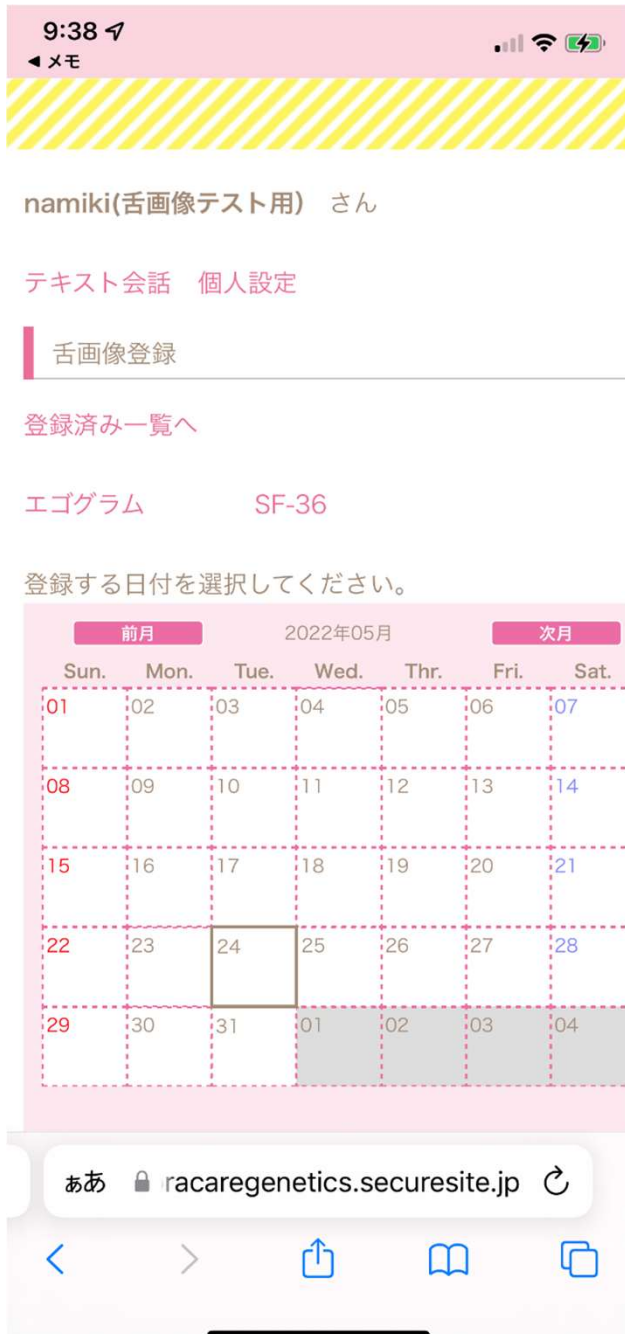 9:38
◀ メモ
namiki(舌画像テスト用) さん
テキスト会話 個人設定
舌画像登録
登録済み一覧へ
エゴグラム SF-36
登録する日付を選択してください。
前月 2022年05月 次月
Sun. Mon. Tue. Wed. Thr. Fri. Sat.
01 02 03 04 05 06 07
08 09 10 11 12 13 14
15 16 17 18 19 20 21
22 23 24 25 26 27 28
29 30 31 01 02 03 04
ぁあ racaregenetics.securesite.jp